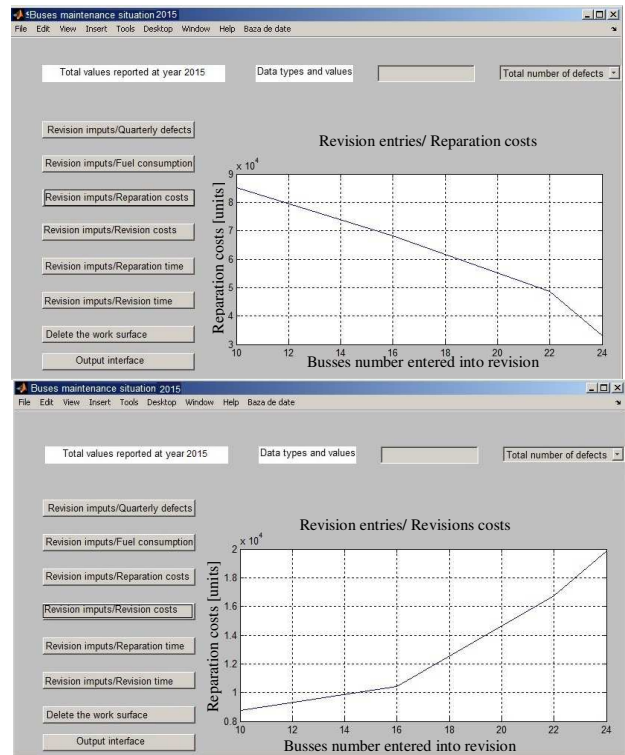 Buses maintenance situation 2015
File Edit View Insert Tools Desktop Window Help Baza de date
Total values reported at year 2015
Data types and values
Total number of defects
Revision imputs/Quarterly defects
Revision imputs/Fuel consumption
Revision imputs/Reparation costs
Revision imputs/Revision costs
Revision imputs/Reparation time
Revision imputs/Revision time
Delete the work surface
Output interface
Revision entries/ Reparation costs
x 10^4
9
8
7
6
5
4
3
Reparation costs [units]
10 12 14 16 18 20 22 24
Busses number entered into revision
Buses maintenance situation 2015
File Edit View Insert Tools Desktop Window Help Baza de date
Total values reported at year 2015
Data types and values
Total number of defects
Revision imputs/Quarterly defects
Revision imputs/Fuel consumption
Revision imputs/Reparation costs
Revision imputs/Revision costs
Revision imputs/Reparation time
Revision imputs/Revision time
Delete the work surface
Output interface
Revision entries/ Revisions costs
x 10^4
2
1.8
1.6
1.4
1.2
1
0.8
Reparation costs [units]
10 12 14 16 18 20 22 24
Busses number entered into revision